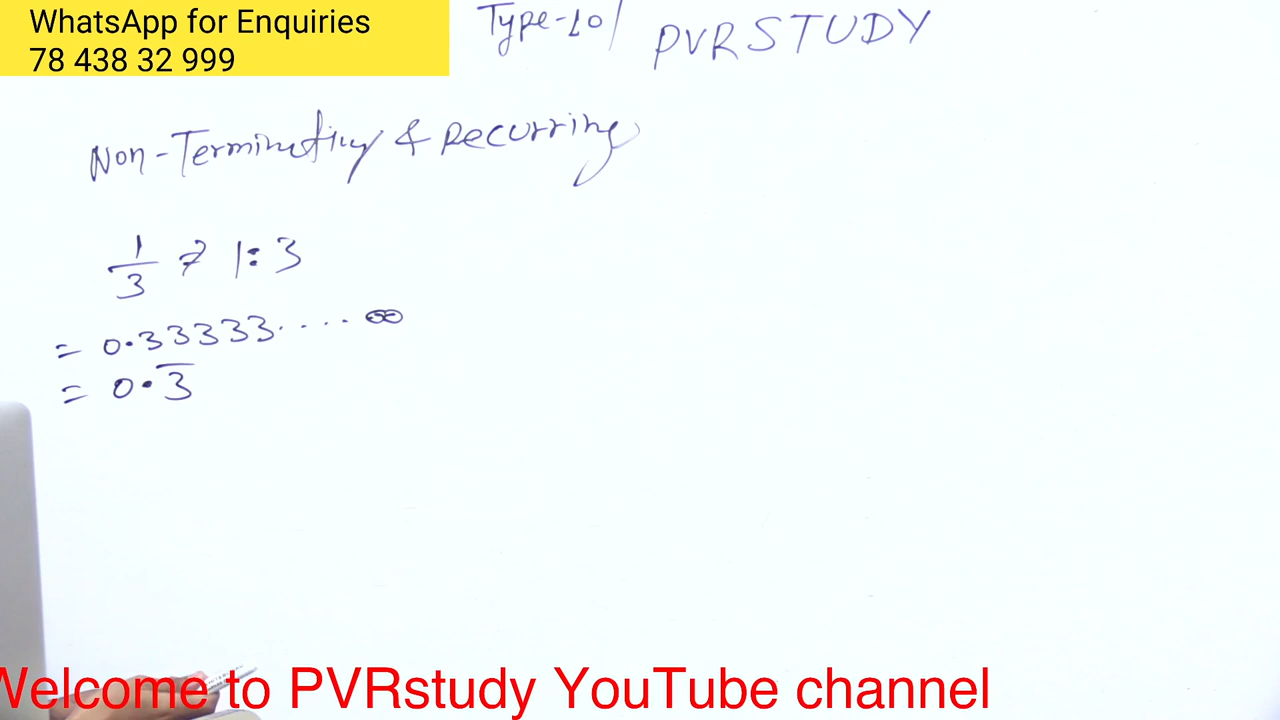 WhatsApp for Enquiries
78 438 32 999
Type-10/ PVRSTUDY
Non-Terminating & Recurring
1/3 → 1:3
= 0.33333.... ∞
= 0.3̅
Welcome to PVRstudy YouTube channel